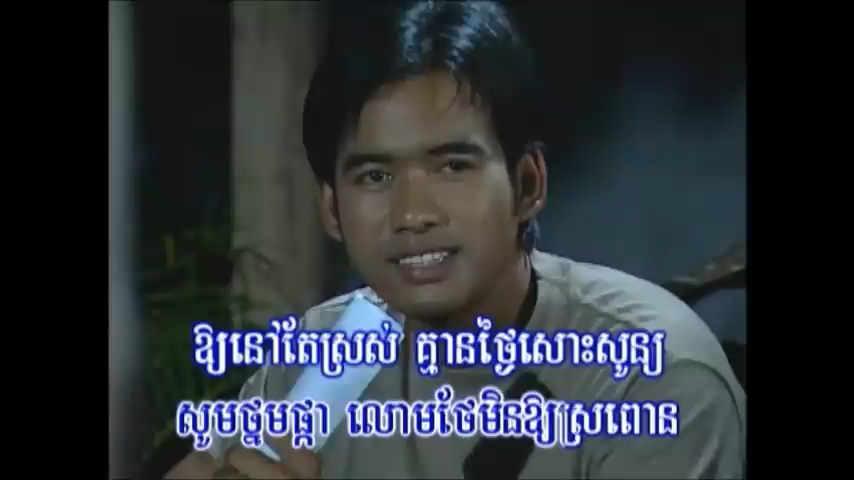 ឱ្យនៅតែស្រស់ គ្មានថ្ងៃសោះសូន្យ
សូមថ្នមផ្កា លោមថែមិនឱ្យស្រពោន